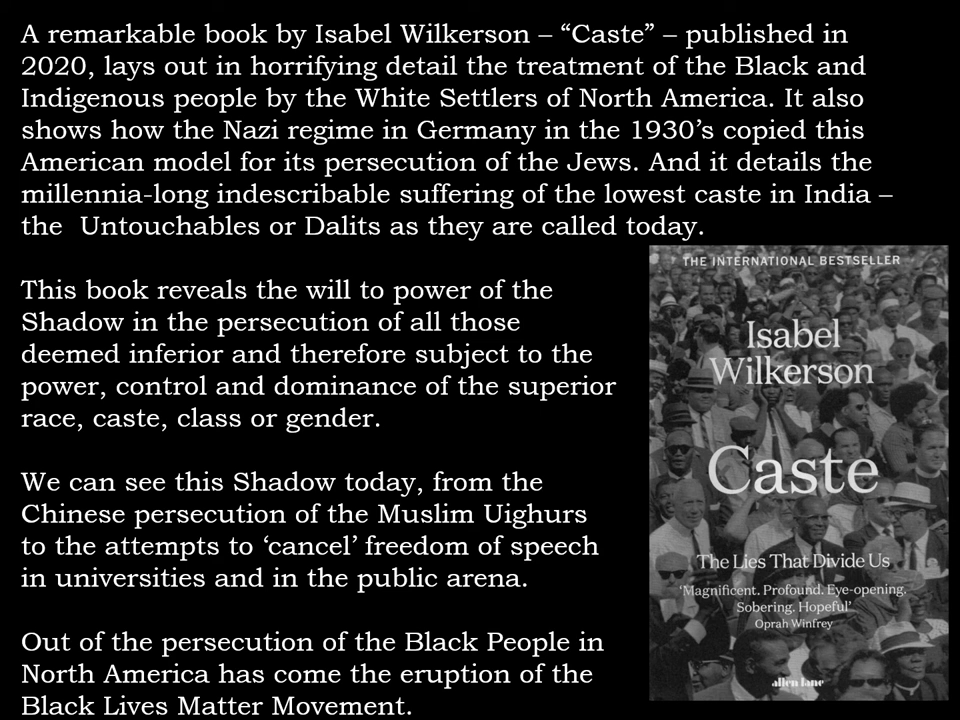 A remarkable book by Isabel Wilkerson – “Caste” – published in
2020, lays out in horrifying detail the treatment of the Black and
Indigenous people by the White Settlers of North America. It also
shows how the Nazi regime in Germany in the 1930’s copied this
American model for its persecution of the Jews. And it details the
millennia-long indescribable suffering of the lowest caste in India –
the  Untouchables or Dalits as they are called today.
This book reveals the will to power of the
Shadow in the persecution of all those
deemed inferior and therefore subject to the
power, control and dominance of the superior
race, caste, class or gender.
We can see this Shadow today, from the
Chinese persecution of the Muslim Uighurs
to the attempts to ‘cancel’ freedom of speech
in universities and in the public arena.
Out of the persecution of the Black People in
North America has come the eruption of the
Black Lives Matter Movement.
THE INTERNATIONAL BESTSELLER
Isabel
Wilkerson
Caste
The Lies That Divide Us
‘Magnificent. Profound. Eye-opening.
Sobering. Hopeful’
Oprah Winfrey
allen lane